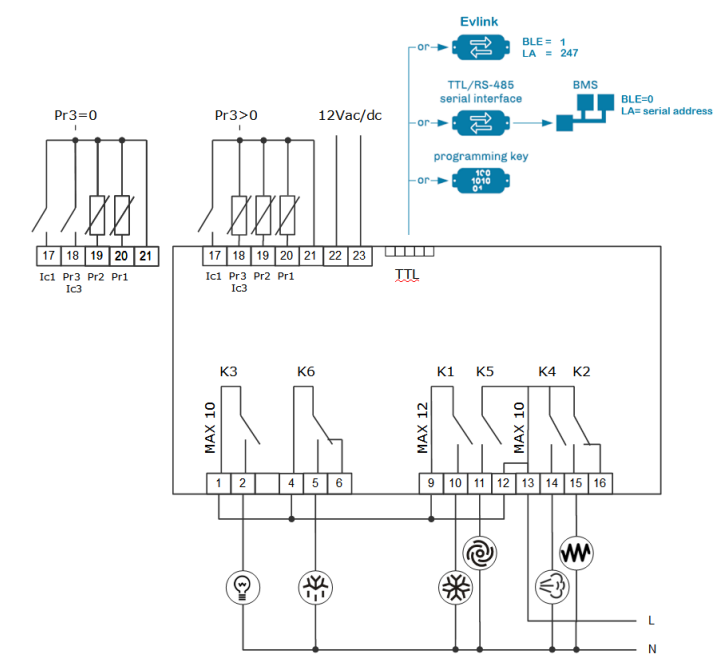 Evlink
or
BLE = 1
LA = 247
TTL/RS-485
serial interface
BMS
or
BLE=0
LA= serial address
programming key
or
100
1010
01
Pr3=0
Pr3>0
12Vac/dc
17 18 19 20 21
17 18 19 20 21 22 23
Ic1 Pr3 Pr2 Pr1
Ic3
Ic1 Pr3 Pr2 Pr1
Ic3
TTL
K3 K6 K1 K5 K4 K2
MAX 10
MAX 12
MAX 10
1 2 4 5 6 9 10 11 12 13 14 15 16
L
N